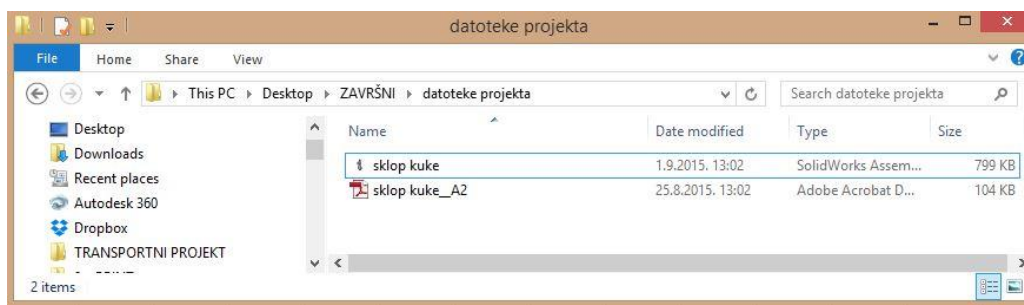 datoteke projekta
File Home Share View
This PC Desktop ZAVRŠNI datoteke projekta Search datoteke projekta
Desktop
Downloads
Recent places
Autodesk 360
Dropbox
TRANSPORTNI PROJEKT
Name Date modified Type Size
sklop kuke 1.9.2015. 13:02 SolidWorks Assem... 799 KB
sklop kuke__A2 25.8.2015. 13:02 Adobe Acrobat D... 104 KB
2 items